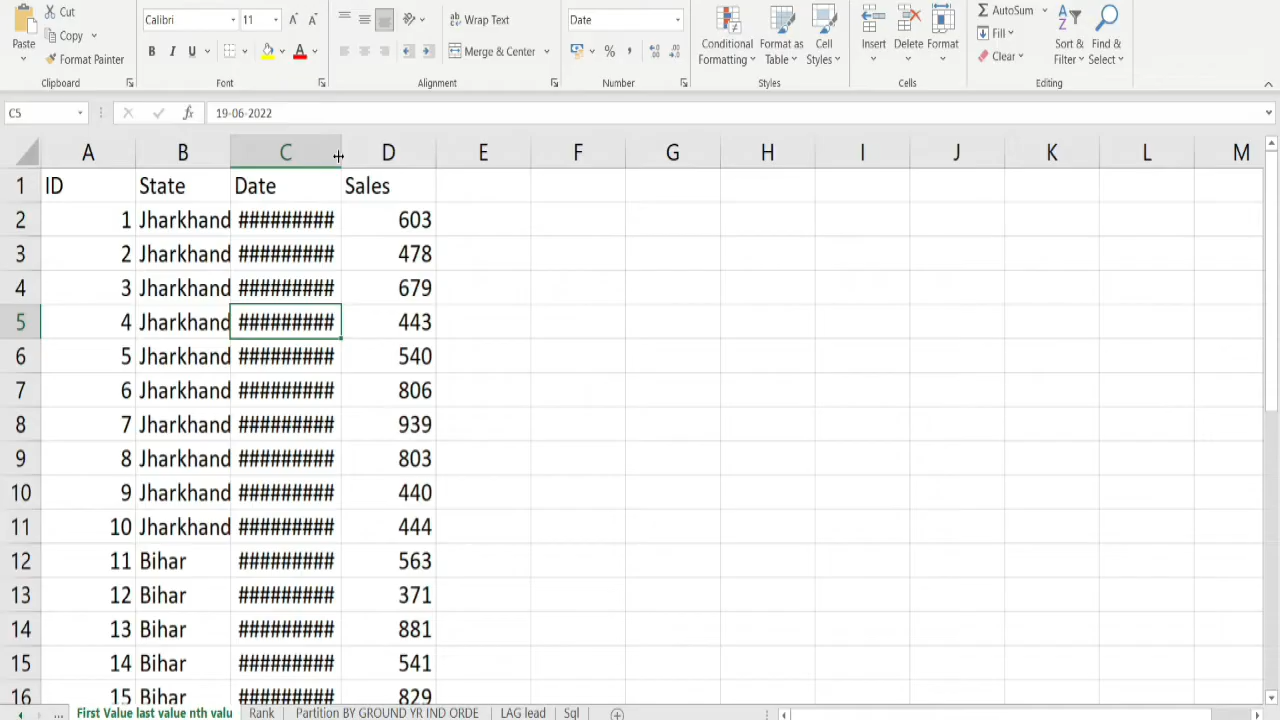 Cut
Copy
Paste
Format Painter
Clipboard
Calibri 11
B I U
Font
ab Wrap Text
Merge & Center
Alignment
Date
% ,
Number
Conditional Formatting
Format as Table
Cell Styles
Styles
Insert Delete Format
Cells
AutoSum
Fill
Clear
Sort & Filter
Find & Select
Editing
C5 fx 19-06-2022
A B C D E F G H I J K L M
1 ID State Date Sales
2 1 Jharkhand ######### 603
3 2 Jharkhand ######### 478
4 3 Jharkhand ######### 679
5 4 Jharkhand ######### 443
6 5 Jharkhand ######### 540
7 6 Jharkhand ######### 806
8 7 Jharkhand ######### 939
9 8 Jharkhand ######### 803
10 9 Jharkhand ######### 440
11 10 Jharkhand ######### 444
12 11 Bihar ######### 563
13 12 Bihar ######### 371
14 13 Bihar ######### 881
15 14 Bihar ######### 541
16 15 Bihar ######### 829
... First Value last value nth valu Rank Partition BY GROUND YR IND ORDE LAG lead Sql